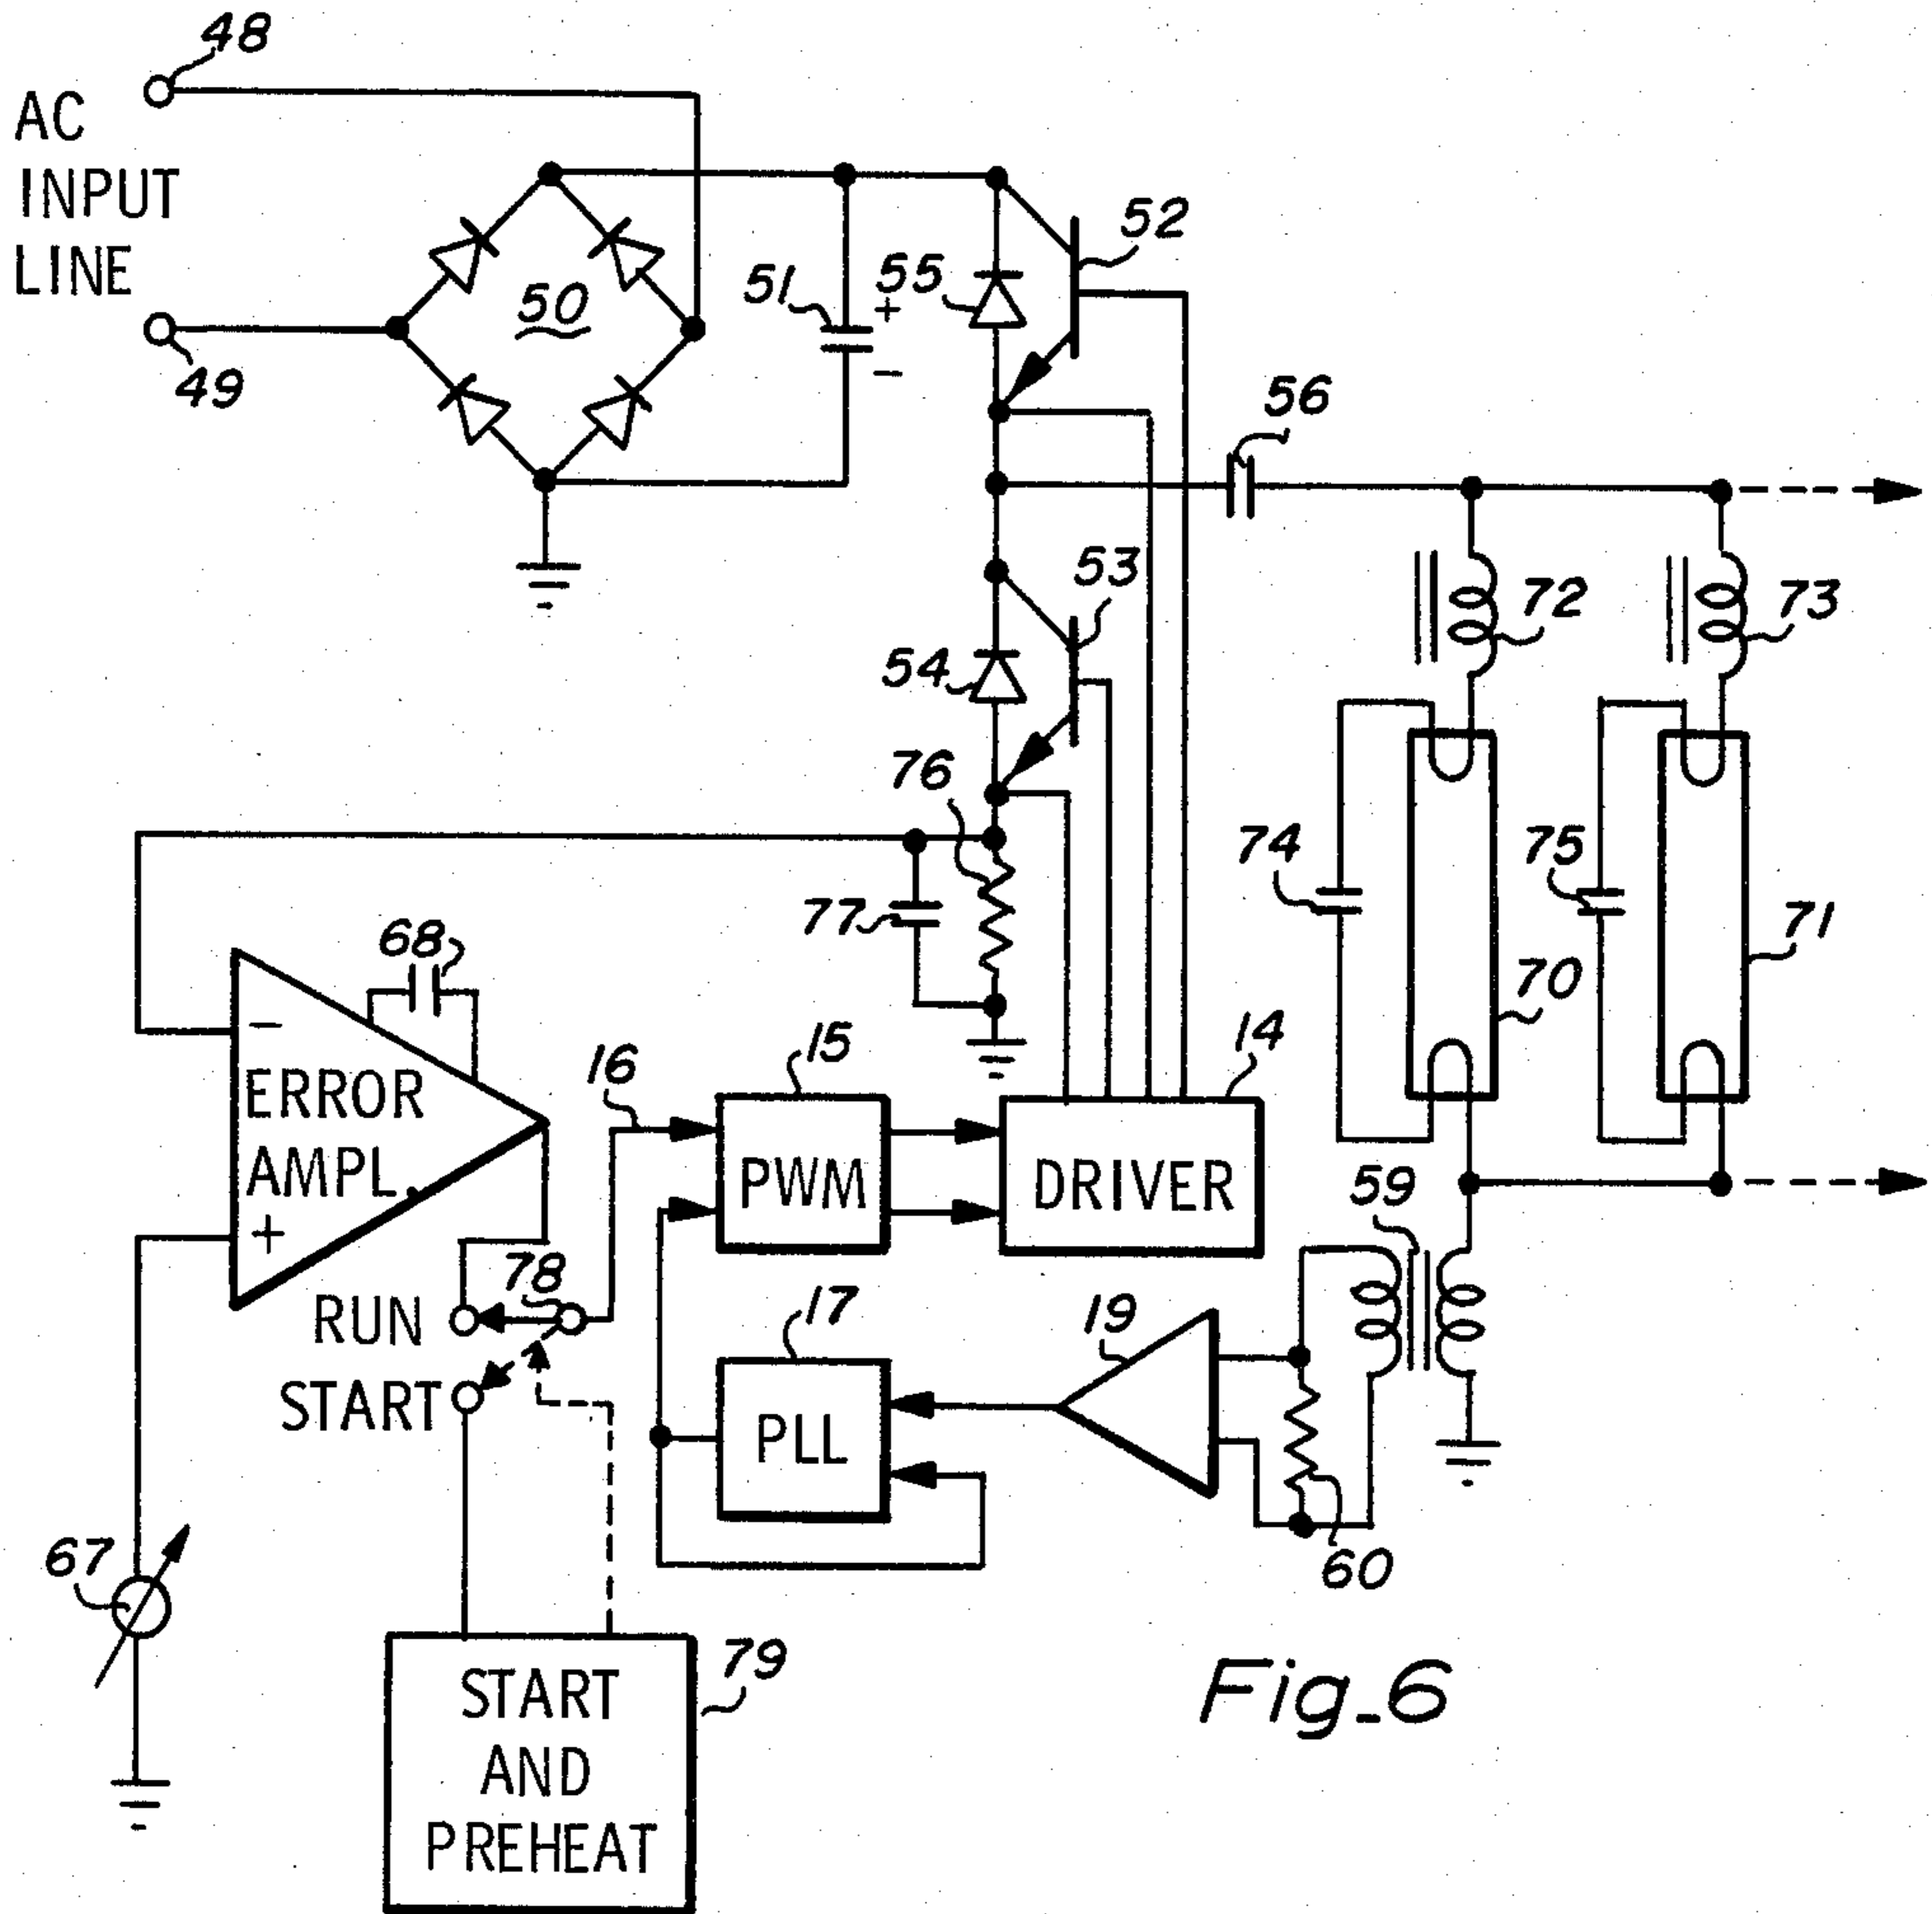 48
AC
INPUT
LINE
49
50
51
+
−
55
52
56
53
54
72
73
76
77
74
75
70
71
68
−
ERROR
AMPL.
+
16
15
PWM
14
DRIVER
59
78
RUN
START
17
PLL
19
60
67
START
AND
PREHEAT
79
Fig_6